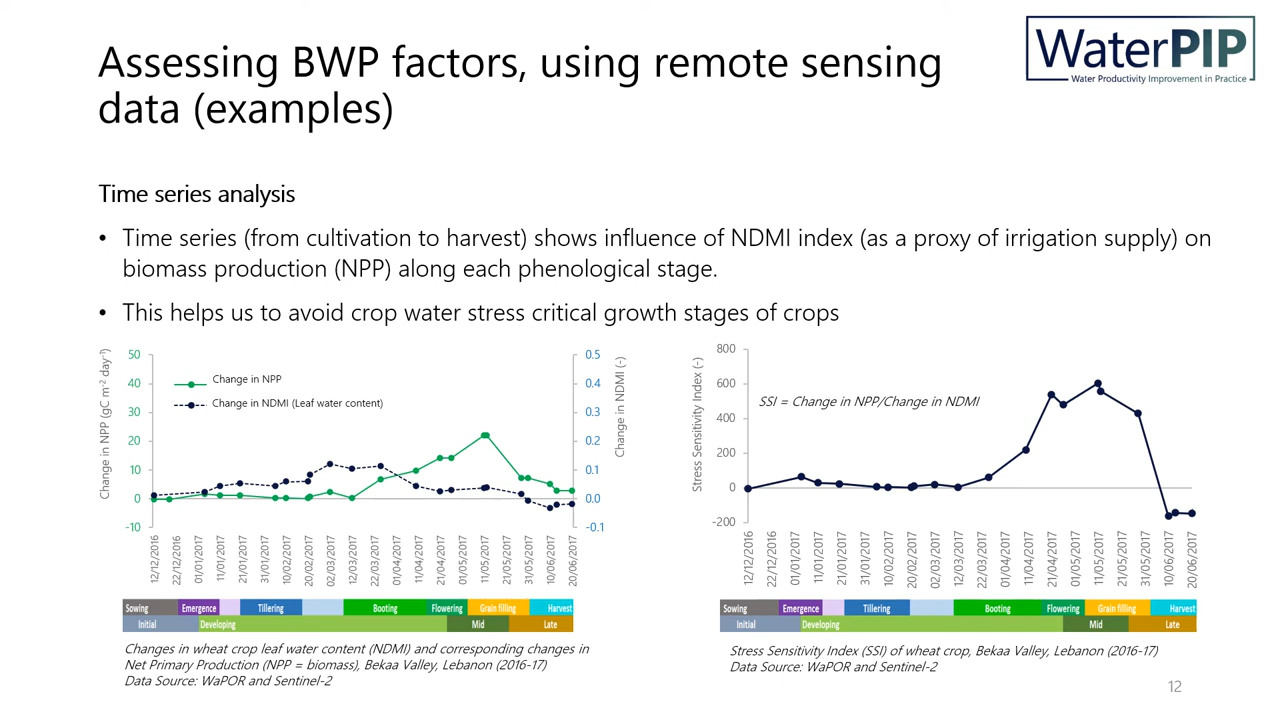 Assessing BWP factors, using remote sensing
data (examples)
WaterPIP
Water Productivity Improvement in Practice
Time series analysis
• Time series (from cultivation to harvest) shows influence of NDMI index (as a proxy of irrigation supply) on
biomass production (NPP) along each phenological stage.
• This helps us to avoid crop water stress critical growth stages of crops
Change in NPP (gC m-2 day-1)
50
40
30
20
10
0
-10
Change in NPP
Change in NDMI (Leaf water content)
0.5
0.4
0.3
0.2
0.1
0.0
-0.1
Change in NDMI (-)
12/12/2016
22/12/2016
01/01/2017
11/01/2017
21/01/2017
31/01/2017
10/02/2017
20/02/2017
02/03/2017
12/03/2017
22/03/2017
01/04/2017
11/04/2017
21/04/2017
01/05/2017
11/05/2017
21/05/2017
31/05/2017
10/06/2017
20/06/2017
Sowing Emergence Tillering Booting Flowering Grain filling Harvest
Initial Developing Mid Late
Changes in wheat crop leaf water content (NDMI) and corresponding changes in
Net Primary Production (NPP = biomass), Bekaa Valley, Lebanon (2016-17)
Data Source: WaPOR and Sentinel-2
Stress Sensitivity Index (-)
800
600
400
200
0
-200
SSI = Change in NPP/Change in NDMI
12/12/2016
22/12/2016
01/01/2017
11/01/2017
21/01/2017
31/01/2017
10/02/2017
20/02/2017
02/03/2017
12/03/2017
22/03/2017
01/04/2017
11/04/2017
21/04/2017
01/05/2017
11/05/2017
21/05/2017
31/05/2017
10/06/2017
20/06/2017
Sowing Emergence Tillering Booting Flowering Grain filling Harvest
Initial Developing Mid Late
Stress Sensitivity Index (SSI) of wheat crop, Bekaa Valley, Lebanon (2016-17)
Data Source: WaPOR and Sentinel-2
12